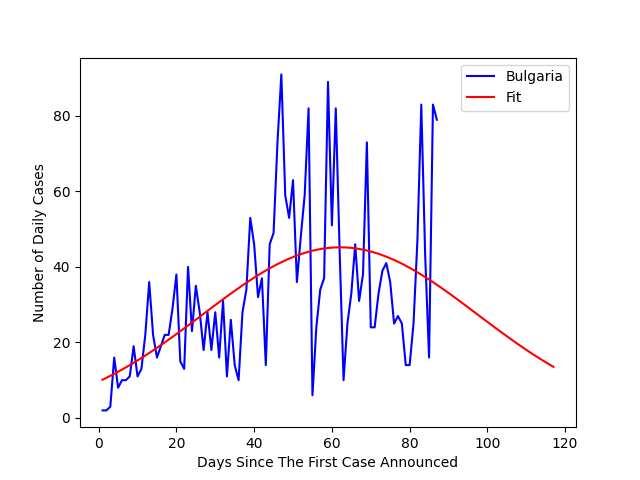 Bulgaria
Fit
80
60
40
20
0
Number of Daily Cases
0 20 40 60 80 100 120
Days Since The First Case Announced